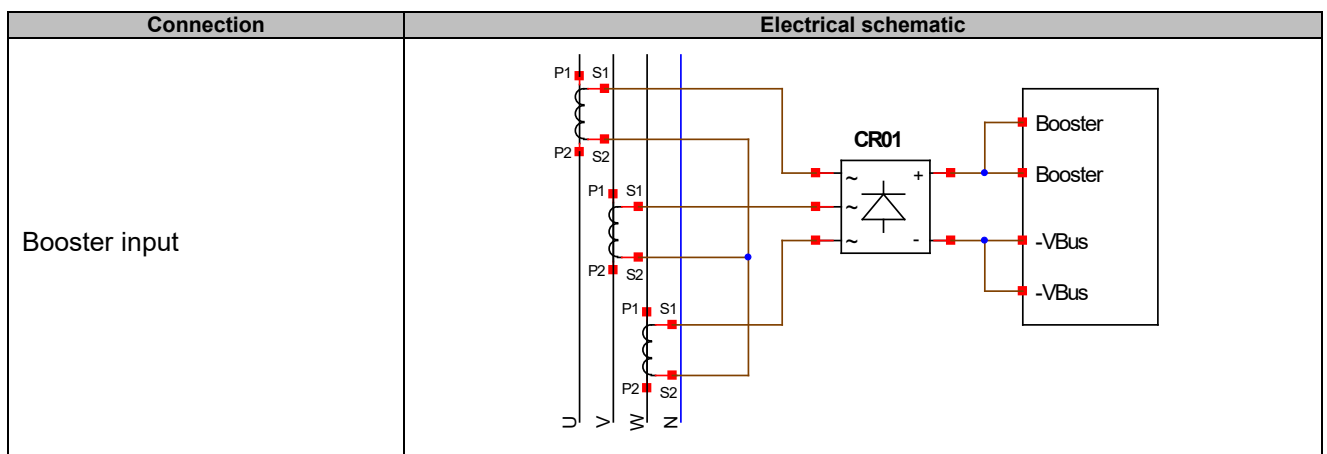 Connection
Electrical schematic
Booster input
P1 S1
P2 S2
P1 S1
P2 S2
P1 S1
P2 S2
U V W N
CR01
~ +
~
~ -
Booster
Booster
-VBus
-VBus